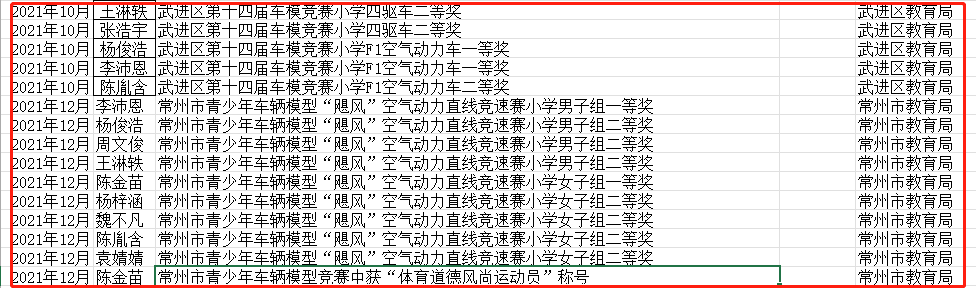 2021年10月 王淋轶 武进区第十四届车模竞赛小学四驱车二等奖 武进区教育局
2021年10月 张浩宇 武进区第十四届车模竞赛小学四驱车二等奖 武进区教育局
2021年10月 杨俊浩 武进区第十四届车模竞赛小学F1空气动力车一等奖 武进区教育局
2021年10月 李沛恩 武进区第十四届车模竞赛小学F1空气动力车一等奖 武进区教育局
2021年10月 陈胤含 武进区第十四届车模竞赛小学F1空气动力车二等奖 武进区教育局
2021年12月 李沛恩 常州市青少年车辆模型“飓风”空气动力直线竞速赛小学男子组一等奖 常州市教育局
2021年12月 杨俊浩 常州市青少年车辆模型“飓风”空气动力直线竞速赛小学男子组二等奖 常州市教育局
2021年12月 周文俊 常州市青少年车辆模型“飓风”空气动力直线竞速赛小学男子组二等奖 常州市教育局
2021年12月 王淋轶 常州市青少年车辆模型“飓风”空气动力直线竞速赛小学男子组二等奖 常州市教育局
2021年12月 陈金苗 常州市青少年车辆模型“飓风”空气动力直线竞速赛小学女子组一等奖 常州市教育局
2021年12月 杨梓涵 常州市青少年车辆模型“飓风”空气动力直线竞速赛小学女子组二等奖 常州市教育局
2021年12月 魏不凡 常州市青少年车辆模型“飓风”空气动力直线竞速赛小学女子组二等奖 常州市教育局
2021年12月 陈胤含 常州市青少年车辆模型“飓风”空气动力直线竞速赛小学女子组二等奖 常州市教育局
2021年12月 袁婧婧 常州市青少年车辆模型“飓风”空气动力直线竞速赛小学女子组二等奖 常州市教育局
2021年12月 陈金苗 常州市青少年车辆模型竞赛中获“体育道德风尚运动员”称号 常州市教育局